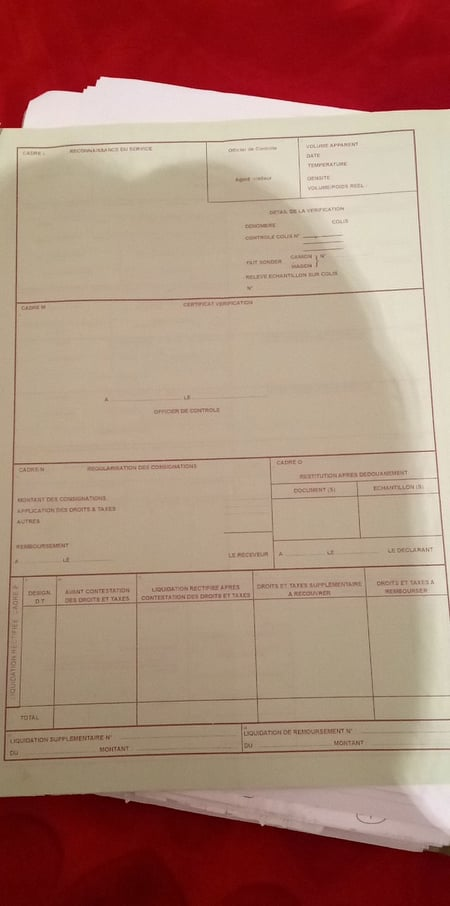 CADRE L RECONNAISSANCE DU SERVICE
Officier de Contrôle
Agent visiteur
VOLUME APPARENT
DATE
TEMPERATURE
DENSITE
VOLUME/POIDS REEL
DETAIL DE LA VERIFICATION
DENOMBRE COLIS
CONTROLE COLIS N°
FAIT SONDER CAMION } N°
WAGON
RELEVE ECHANTILLON SUR COLIS
N°
CADRE M CERTIFICAT VERIFICATION
A LE
OFFICIER DE CONTROLE
CADRE N REGULARISATION DES CONSIGNATIONS
MONTANT DES CONSIGNATIONS
APPLICATION DES DROITS & TAXES
AUTRES
REMBOURSEMENT
A LE LE RECEVEUR
CADRE O
RESTITUTION APRES DEDOUANEMENT
DOCUMENT (S) ECHANTILLON (S)
A LE LE DECLARANT
LIQUIDATION RECTIFIEE CADRE P
DESIGN. D.T
AVANT CONTESTATION
DES DROITS ET TAXES
LIQUIDATION RECTIFIEE APRES
CONTESTATION DES DROITS ET TAXES
DROITS ET TAXES SUPPLEMENTAIRE
A RECOUVRER
DROITS ET TAXES A
REMBOURSER
TOTAL
LIQUIDATION SUPPLEMENTAIRE N°
DU MONTANT
LIQUIDATION DE REMOURSEMENT N°
DU MONTANT